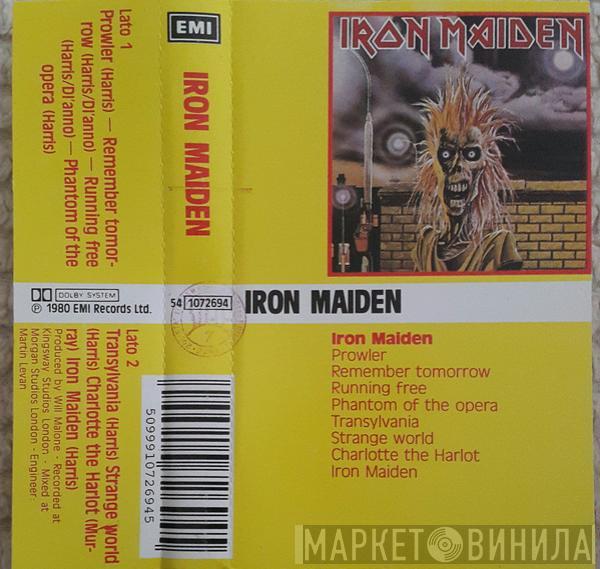 Lato 1
Prowler (Harris) — Remember tomor-
row (Harris/Di'anno) — Running free
(Harris/Di'anno) — Phantom of the
opera (Harris)
DOLBY SYSTEM
℗ 1980 EMI Records Ltd.
Lato 2
Transylvania (Harris) Strange world
(Harris) Charlotte the Harlot (Mur-
ray) Iron Maiden (Harris)
Produced by Will Malone - Recorded at
Kingsway Studios London - Mixed at
Morgan Studios London - Engineer:
Martin Levan
EMI
IRON MAIDEN
54 1072694
5099910726945
IRON MAIDEN
IRON MAIDEN
Iron Maiden
Prowler
Remember tomorrow
Running free
Phantom of the opera
Transylvania
Strange world
Charlotte the Harlot
Iron Maiden
МАРКЕТ ВИНИЛА